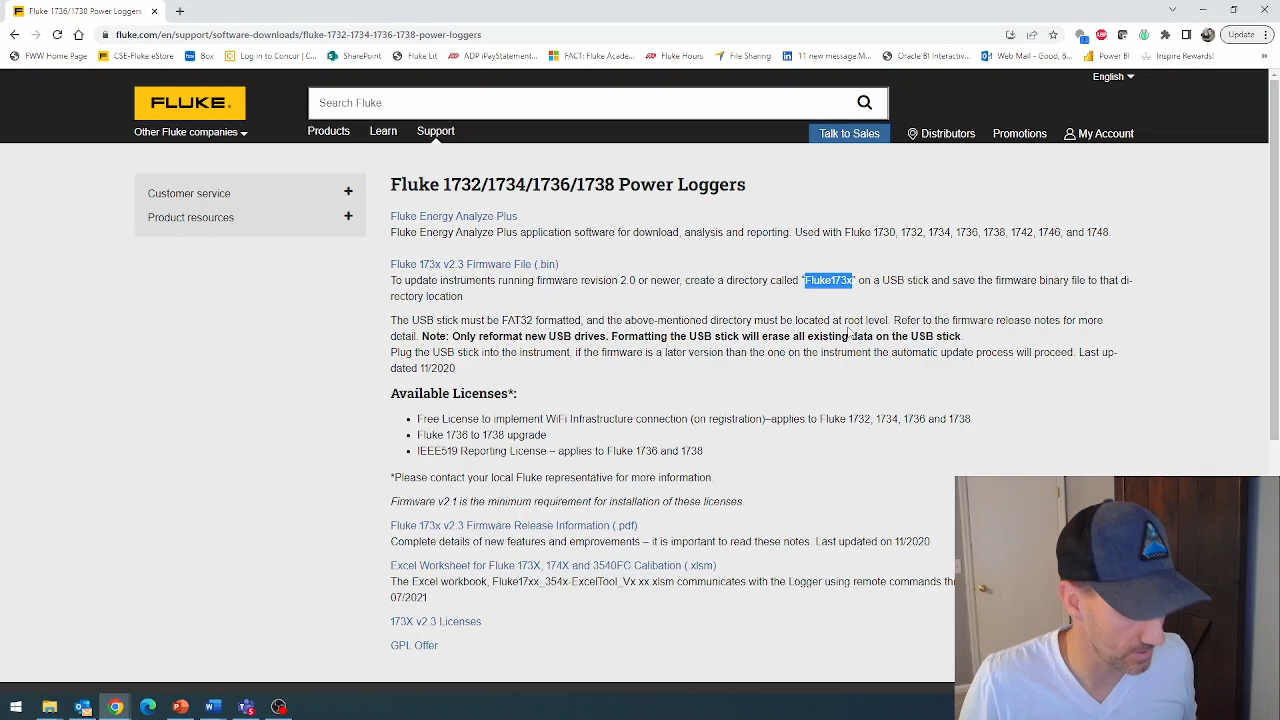 Fluke 1736/1738 Power Loggers
fluke.com/en/support/software-downloads/fluke-1732-1734-1736-1738-power-loggers
Update
FWW Home Page
CSE-Fluke eStore
Box
Log in to Concur | C...
SharePoint
Fluke Lit
ADP iPayStatement...
FACT: Fluke Acade...
Fluke Hours
File Sharing
11 new message.M...
Oracle BI Interactiv...
Web Mail - Good, B...
Power BI
Inspire Rewards!
English
FLUKE
Search Fluke
Other Fluke companies
Products
Learn
Support
Talk to Sales
Distributors
Promotions
My Account
Customer service
Product resources
Fluke 1732/1734/1736/1738 Power Loggers
Fluke Energy Analyze Plus
Fluke Energy Analyze Plus application software for download, analysis and reporting. Used with Fluke 1730, 1732, 1734, 1736, 1738, 1742, 1746, and 1748.
Fluke 173x v2.3 Firmware File (.bin)
To update instruments running firmware revision 2.0 or newer, create a directory called "Fluke173x" on a USB stick and save the firmware binary file to that di-
rectory location
The USB stick must be FAT32 formatted, and the above-mentioned directory must be located at root level. Refer to the firmware release notes for more
detail. Note: Only reformat new USB drives. Formatting the USB stick will erase all existing data on the USB stick.
Plug the USB stick into the instrument, if the firmware is a later version than the one on the instrument the automatic update process will proceed. Last up-
dated 11/2020
Available Licenses*:
• Free License to implement WiFi Infrastructure connection (on registration)–applies to Fluke 1732, 1734, 1736 and 1738
• Fluke 1736 to 1738 upgrade
• IEEE519 Reporting License – applies to Fluke 1736 and 1738
*Please contact your local Fluke representative for more information.
Firmware v2.1 is the minimum requirement for installation of these licenses.
Fluke 173x v2.3 Firmware Release Information (.pdf)
Complete details of new features and emprovements – it is important to read these notes. Last updated on 11/2020
Excel Worksheet for Fluke 173X, 174X and 3540FC Calibation (.xlsm)
The Excel workbook, Fluke17xx_354x-ExcelTool_Vx.xx.xlsm communicates with the Logger using remote commands th
07/2021
173X v2.3 Licenses
GPL Offer